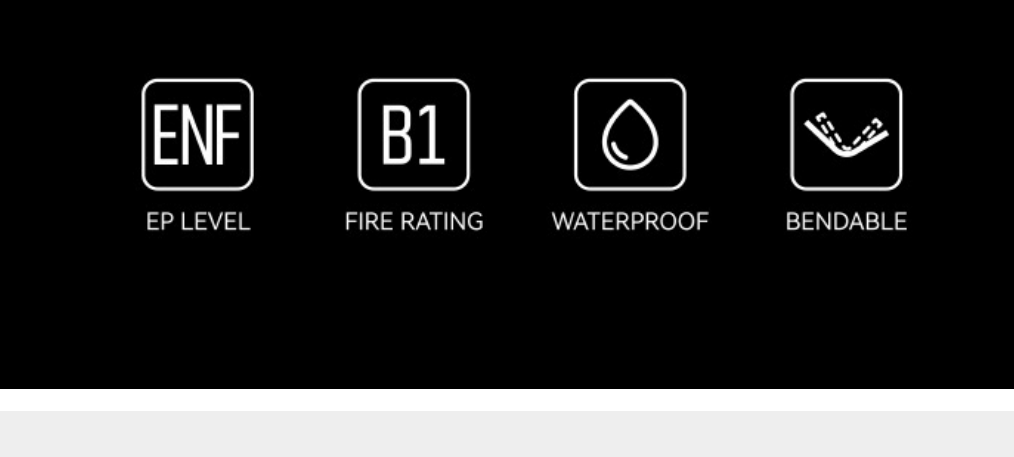 ENF B1
EP LEVEL FIRE RATING WATERPROOF BENDABLE